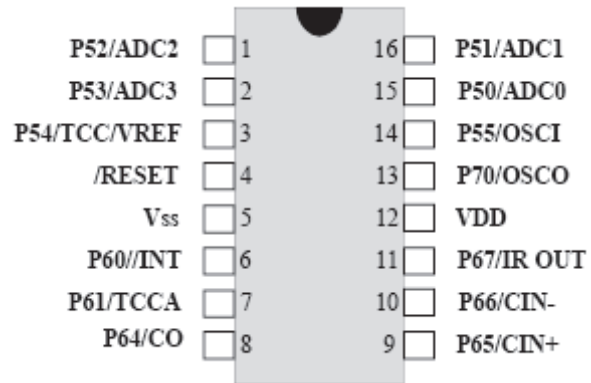 P52/ADC2 1 16 P51/ADC1
P53/ADC3 2 15 P50/ADC0
P54/TCC/VREF 3 14 P55/OSCI
/RESET 4 13 P70/OSCO
Vss 5 12 VDD
P60//INT 6 11 P67/IR OUT
P61/TCCA 7 10 P66/CIN-
P64/CO 8 9 P65/CIN+